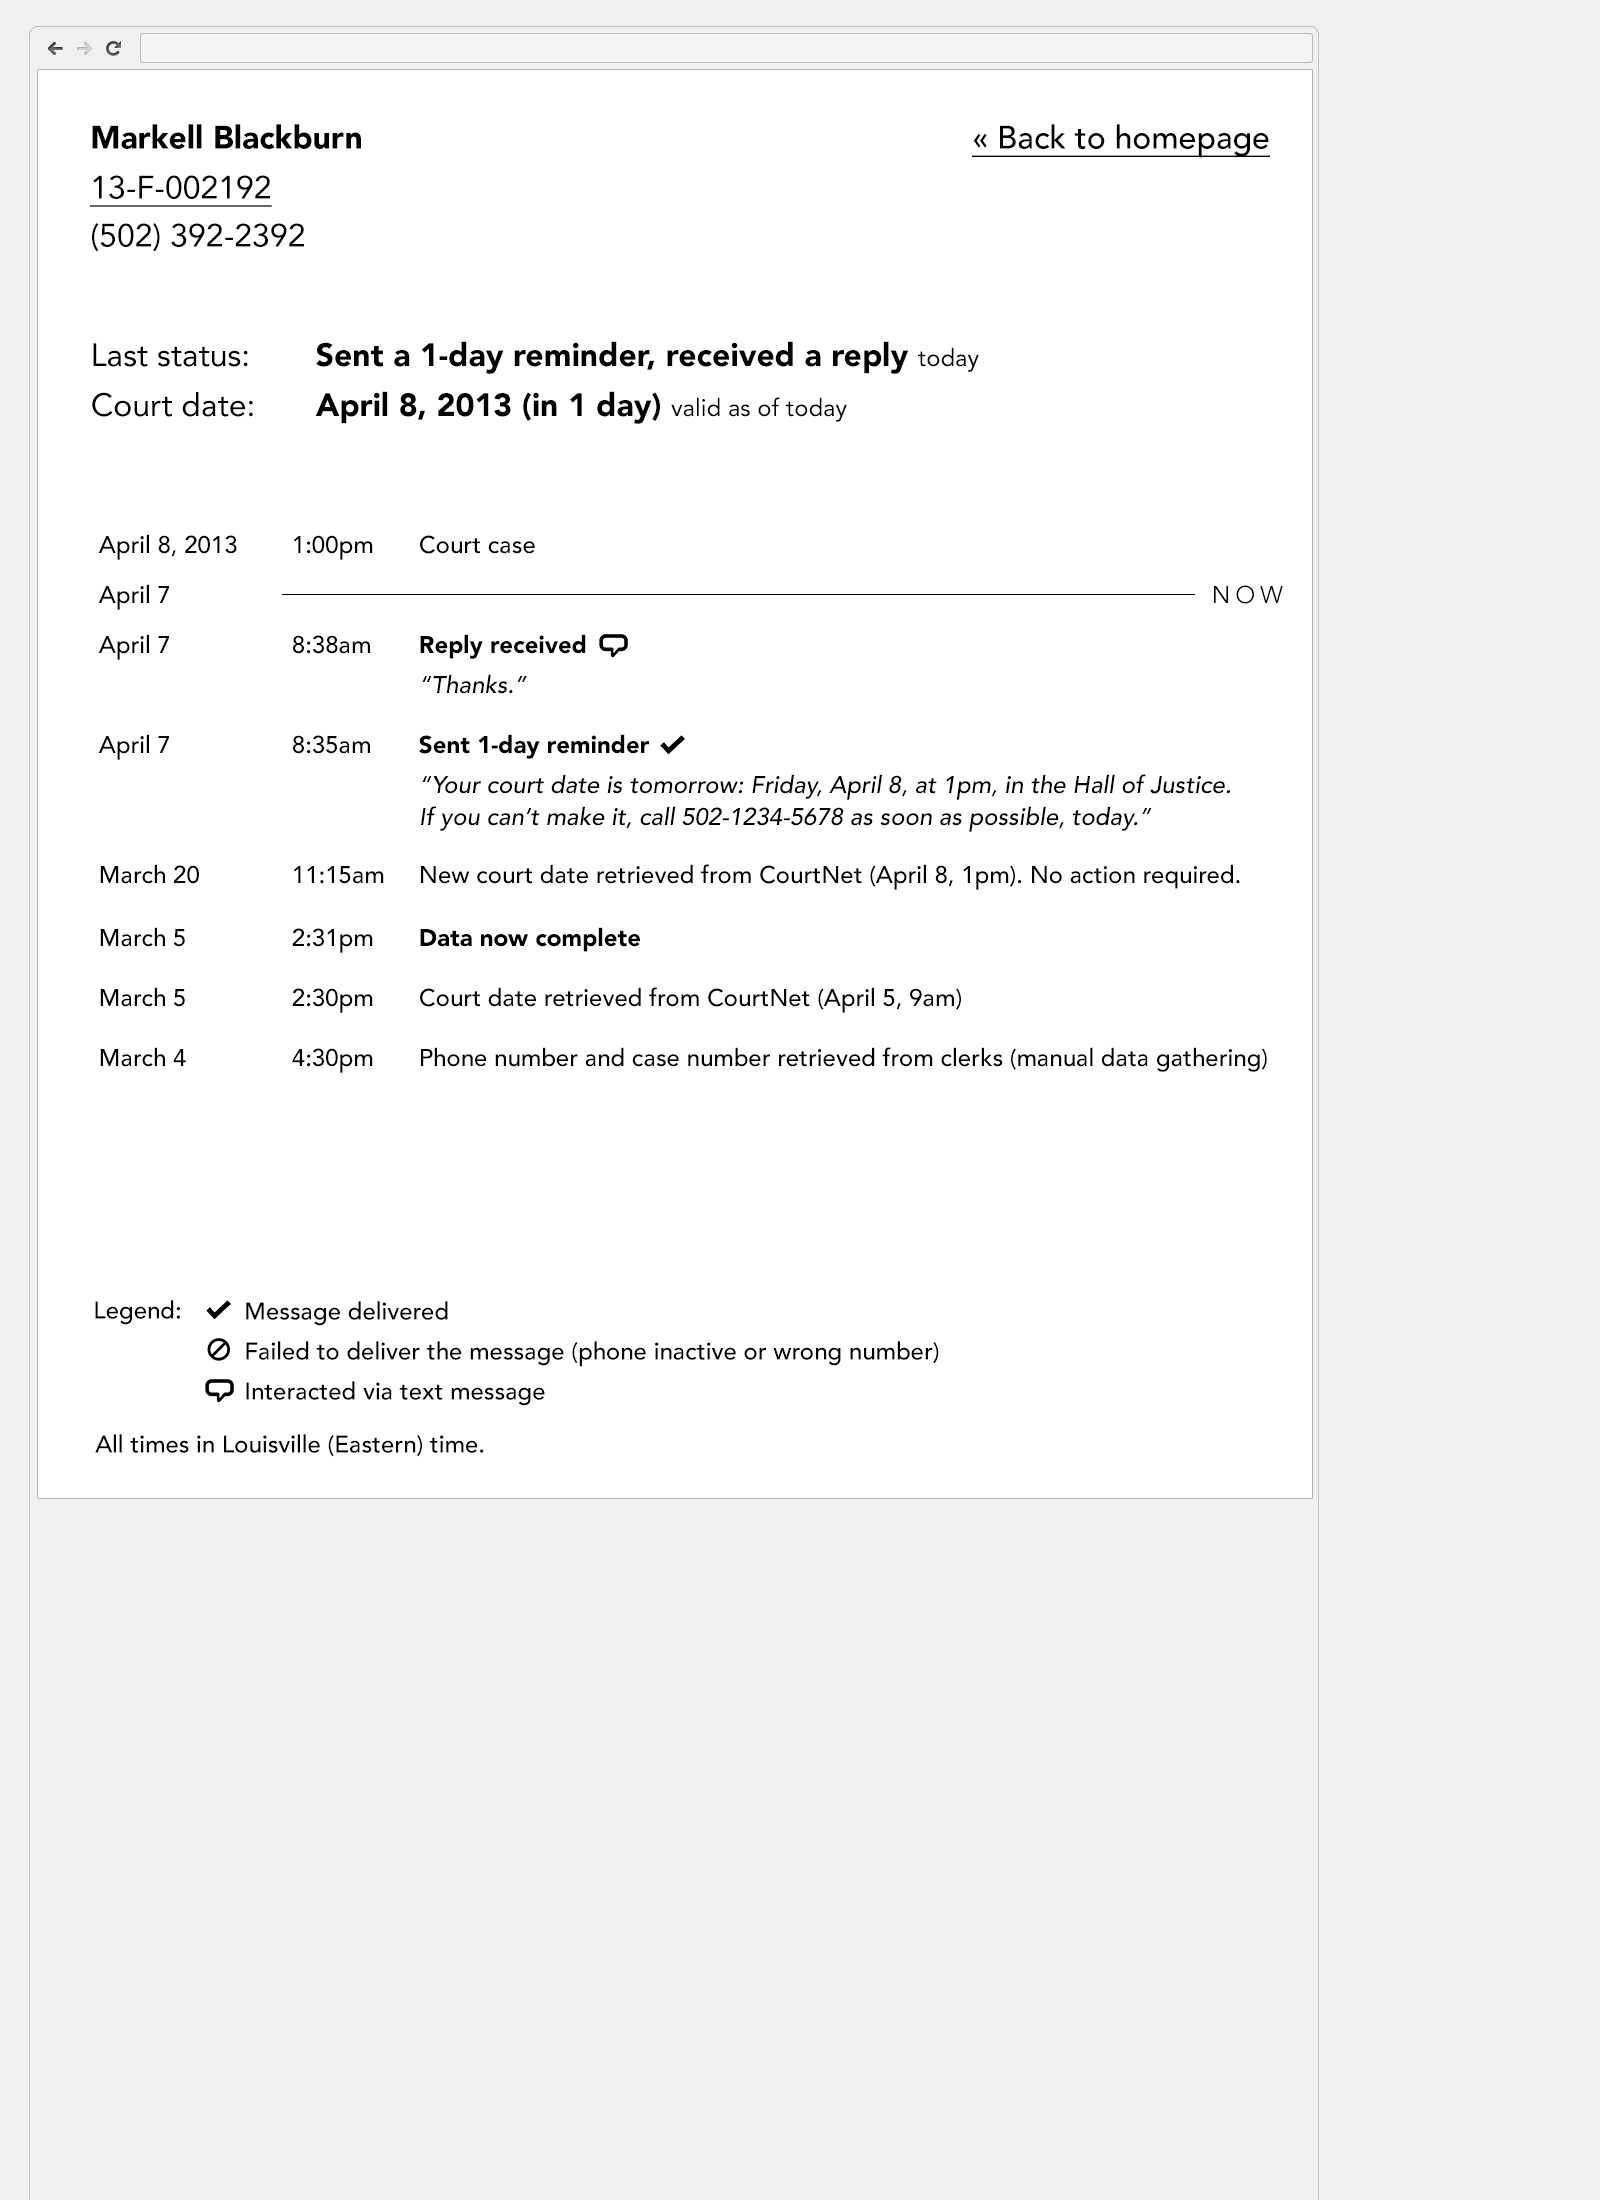 Markell Blackburn
« Back to homepage
13-F-002192
(502) 392-2392
Last status: Sent a 1-day reminder, received a reply today
Court date: April 8, 2013 (in 1 day) valid as of today
April 8, 2013 1:00pm Court case
April 7 NOW
April 7 8:38am Reply received
“Thanks.”
April 7 8:35am Sent 1-day reminder
“Your court date is tomorrow: Friday, April 8, at 1pm, in the Hall of Justice.
If you can’t make it, call 502-1234-5678 as soon as possible, today.”
March 20 11:15am New court date retrieved from CourtNet (April 8, 1pm). No action required.
March 5 2:31pm Data now complete
March 5 2:30pm Court date retrieved from CourtNet (April 5, 9am)
March 4 4:30pm Phone number and case number retrieved from clerks (manual data gathering)
Legend: Message delivered
Failed to deliver the message (phone inactive or wrong number)
Interacted via text message
All times in Louisville (Eastern) time.